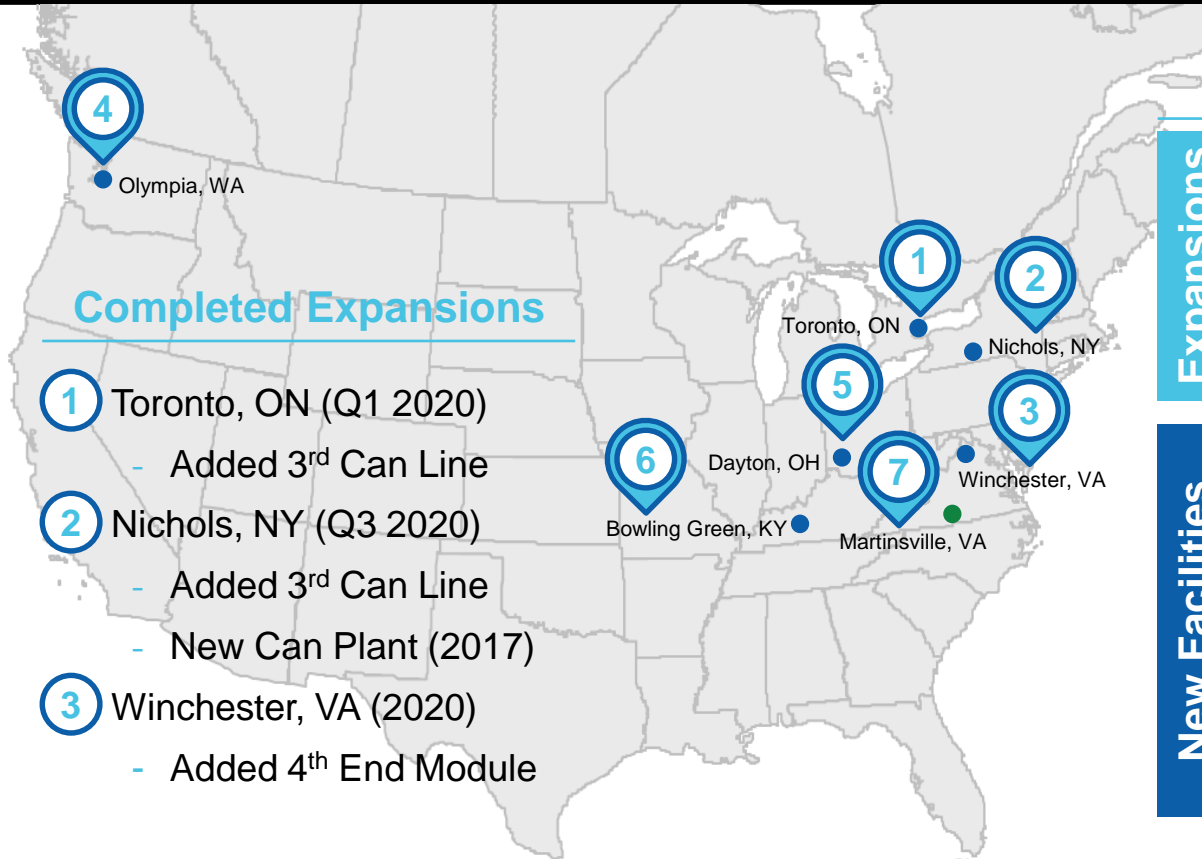 4
Olympia, WA
1
2
Completed Expansions
Toronto, ON
Nichols, NY
5
3
1 Toronto, ON (Q1 2020)
- Added 3rd Can Line
6
Dayton, OH
7
Winchester, VA
2 Nichols, NY (Q3 2020)
Bowling Green, KY
Martinsville, VA
- Added 3rd Can Line
- New Can Plant (2017)
3 Winchester, VA (2020)
- Added 4th End Module
Expansions
New Facilities